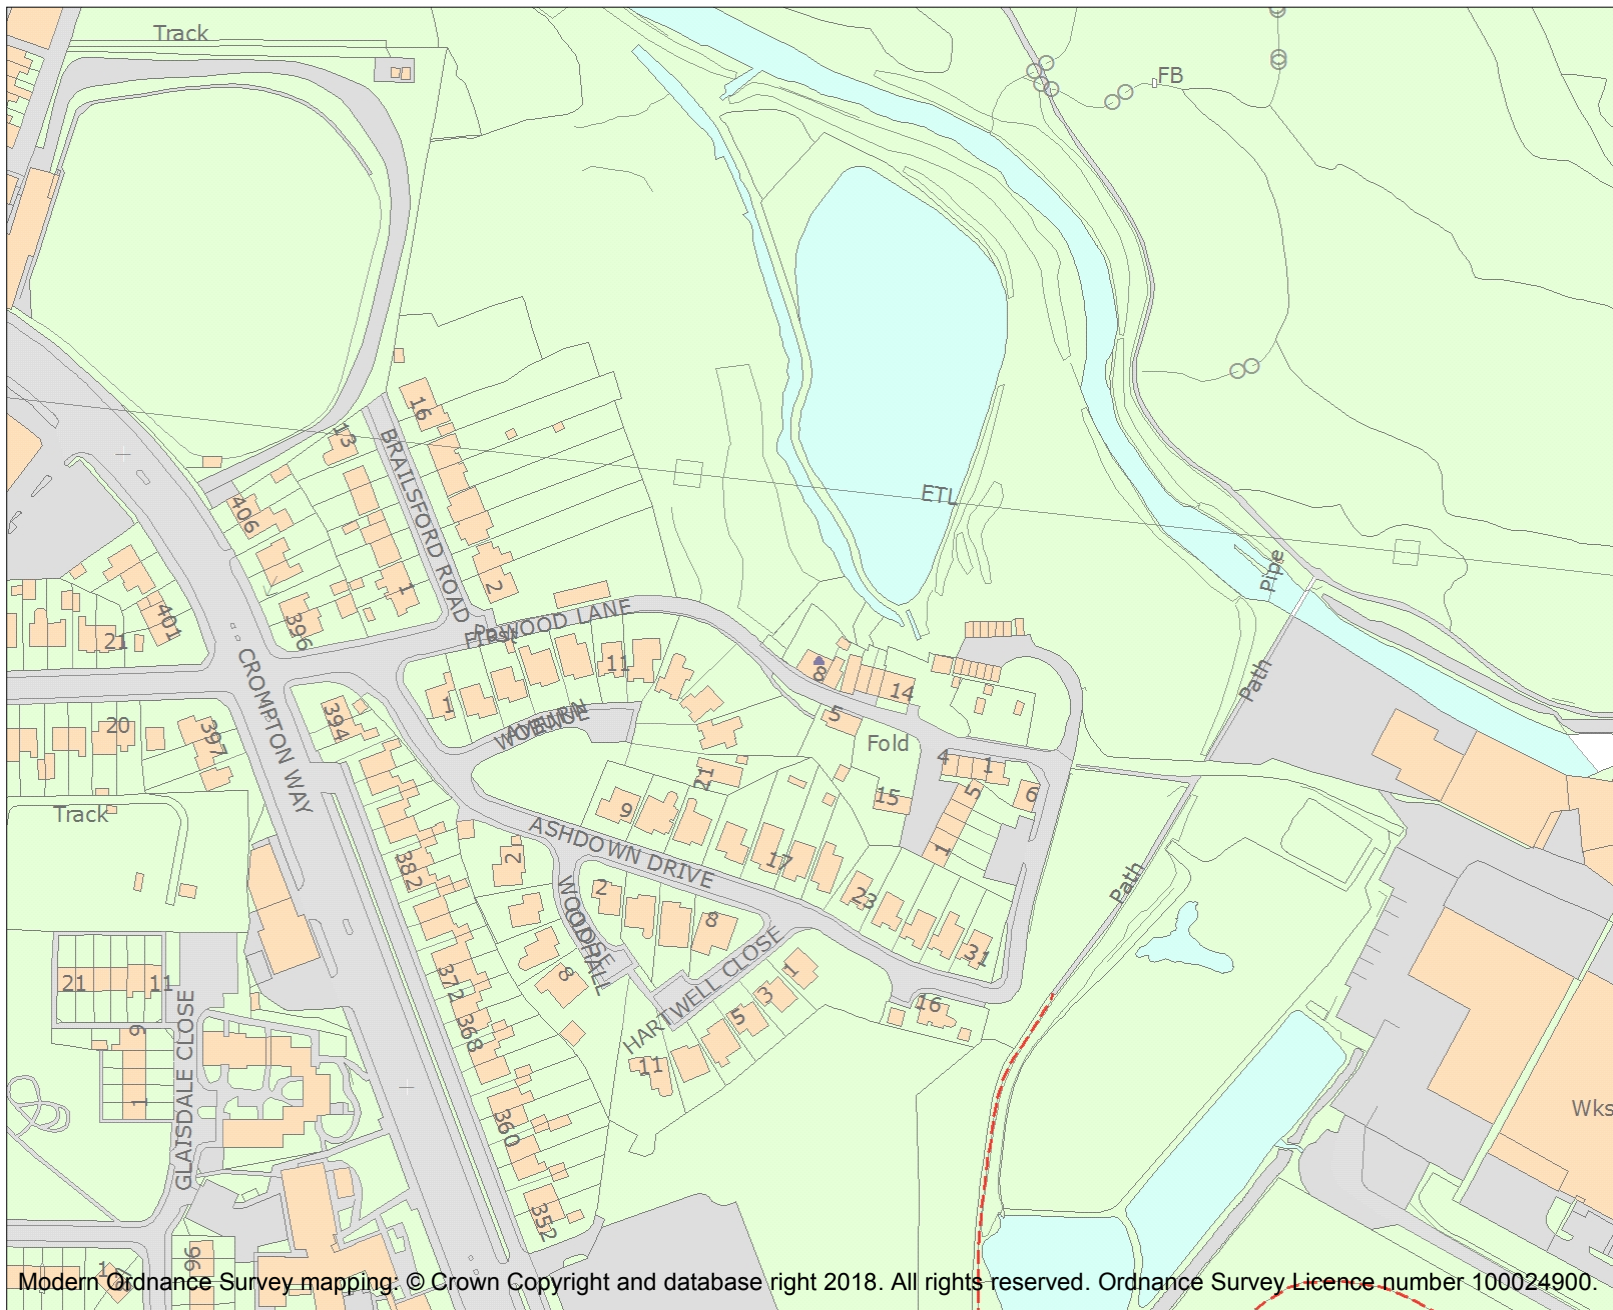 Track
FB
16
13
BRAILSFORD ROAD
ETL
406
Pipe
1
2
401
396
21
FIRWOOD LANE
First
11
8
14
Path
CROMPTON WAY
1
394
5
20
397
WOBURN
AVENUE
Fold
4
1
21
15
5
6
9
Track
ASHDOWN DRIVE
1
17
382
2
WOODHALL
CLOSE
2
23
Path
8
31
HARTWELL CLOSE
21
11
372
8
1
3
16
5
GLAISDALE CLOSE
9
368
11
1
360
Wks
352
96
Modern Ordnance Survey mapping: © Crown Copyright and database right 2018. All rights reserved. Ordnance Survey Licence number 100024900.